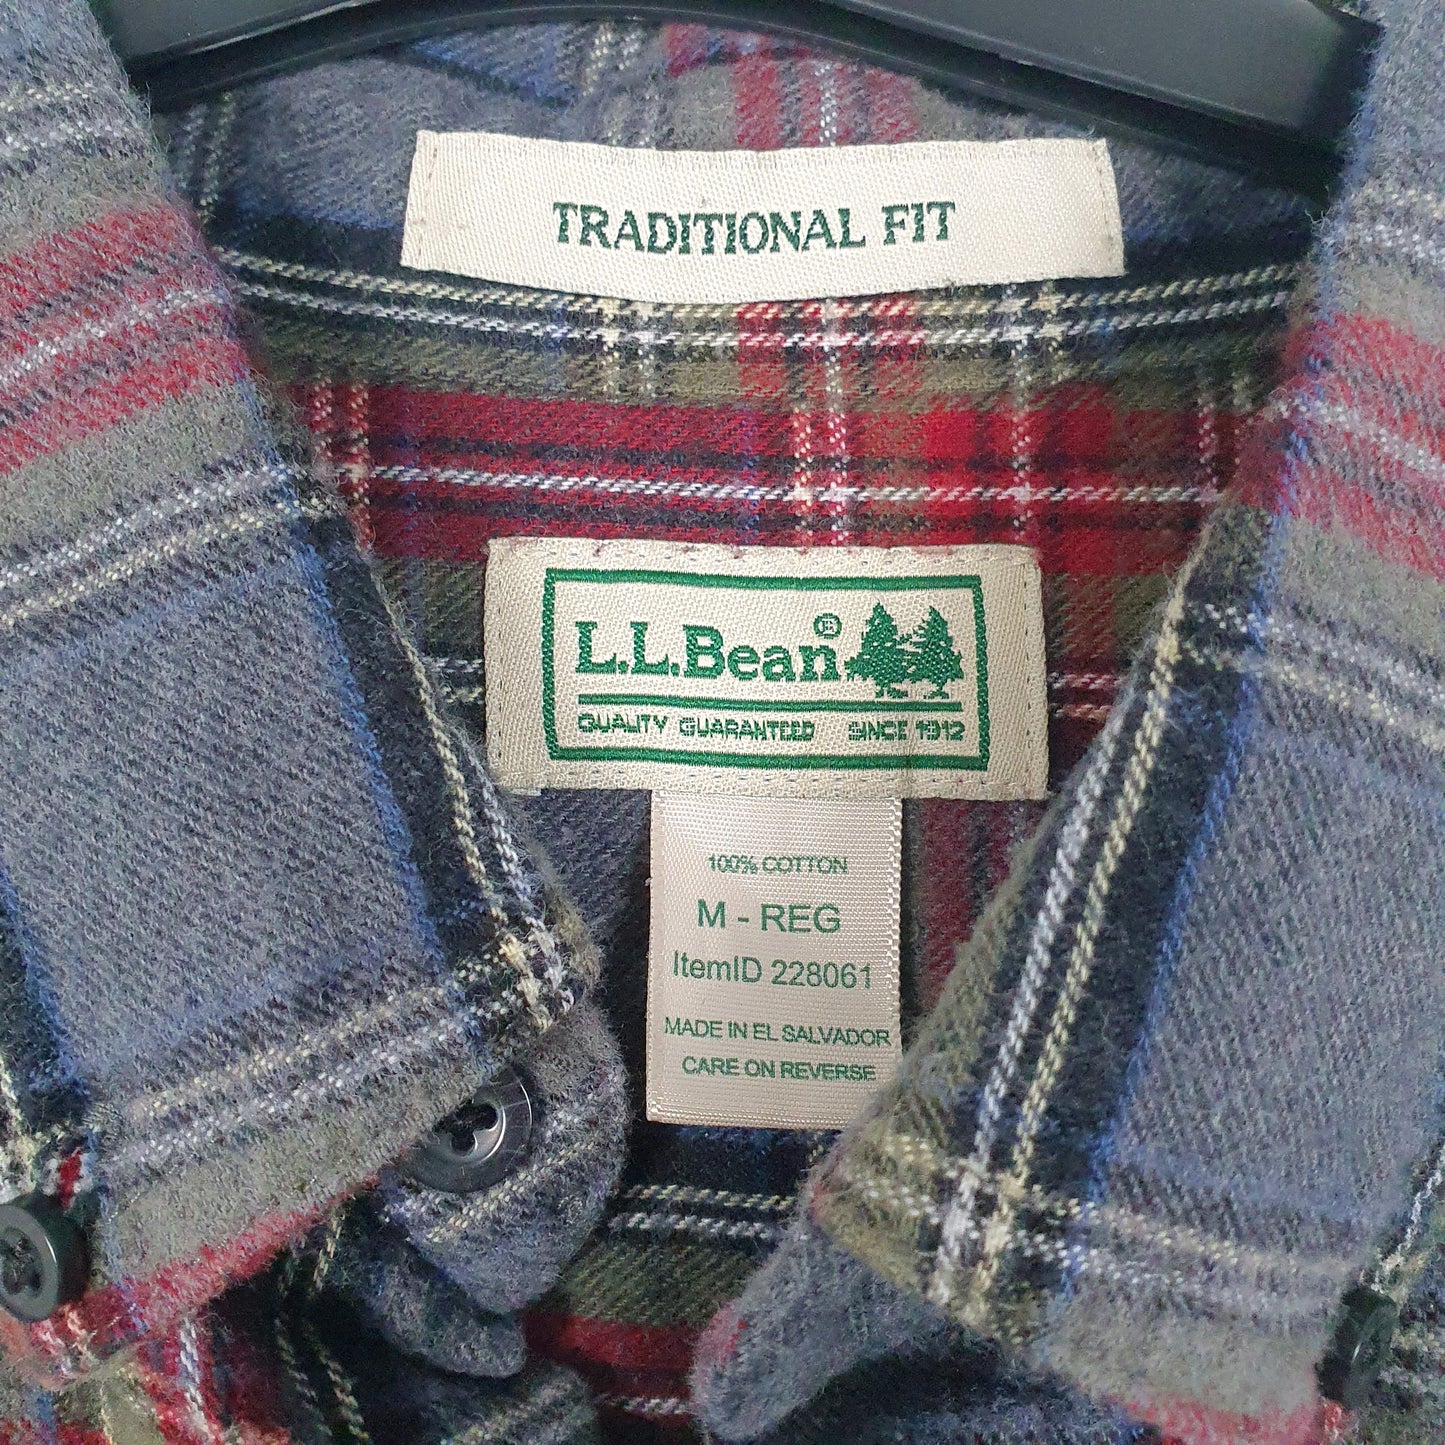 TRADITIONAL FIT
L.L.Bean®
QUALITY GUARANTEED SINCE 1912
100% COTTON
M - REG
ItemID 228061
MADE IN EL SALVADOR
CARE ON REVERSE